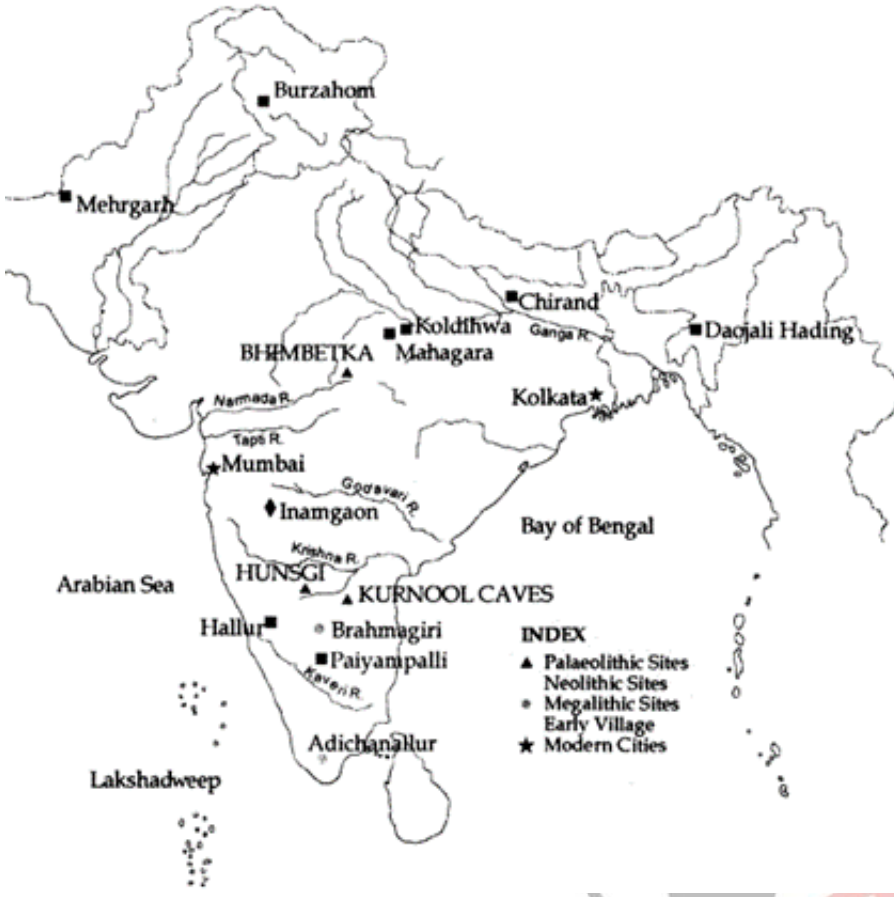 Burzahom
Mehrgarh
Chirand
Koldihwa
Ganga R.
Daojali Hading
BHIMBETKA
Mahagara
Narmada R.
Kolkata
Tapti R.
Mumbai
Godavari R.
Inamgaon
Bay of Bengal
Krishna R.
HUNSGI
Arabian Sea
KURNOOL CAVES
Hallur
Brahmagiri
INDEX
Paiyampalli
Palaeolithic Sites
Neolithic Sites
Kaveri R.
Megalithic Sites
Early Village
Adichanallur
Modern Cities
Lakshadweep